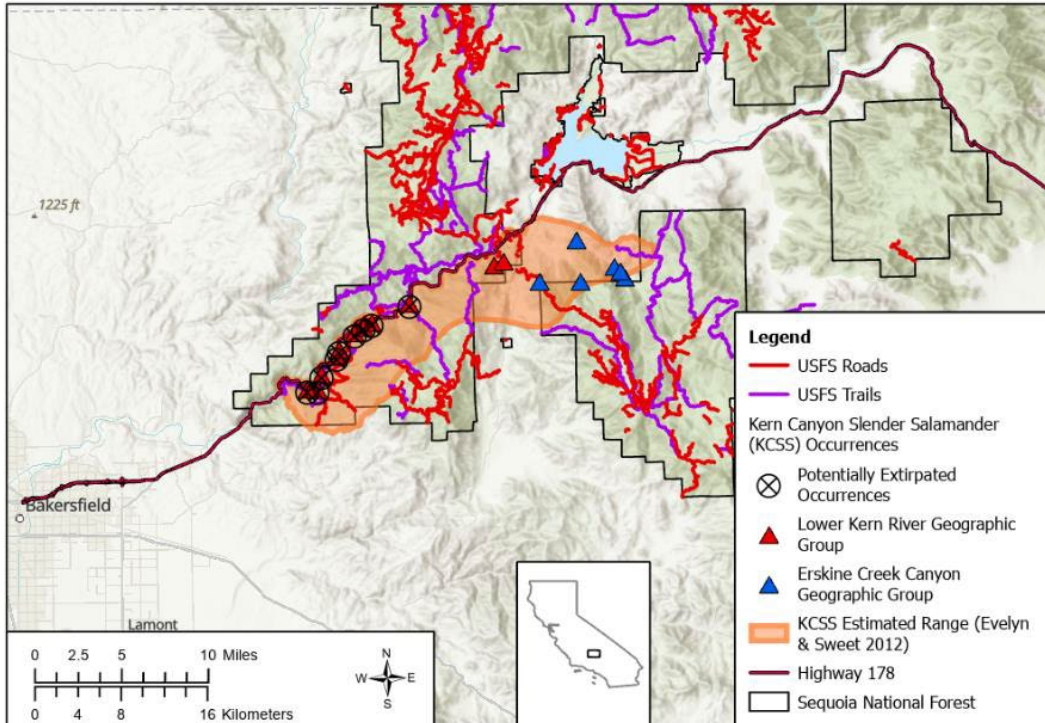 1225 ft
Bakersfield
Lamont
Legend
USFS Roads
USFS Trails
Kern Canyon Slender Salamander
(KCSS) Occurrences
Potentially Extirpated
Occurrences
Lower Kern River Geographic
Group
Erskine Creek Canyon
Geographic Group
KCSS Estimated Range (Evelyn
& Sweet 2012)
Highway 178
Sequoia National Forest
0 2.5 5 10 Miles
0 4 8 16 Kilometers
N
W E
S